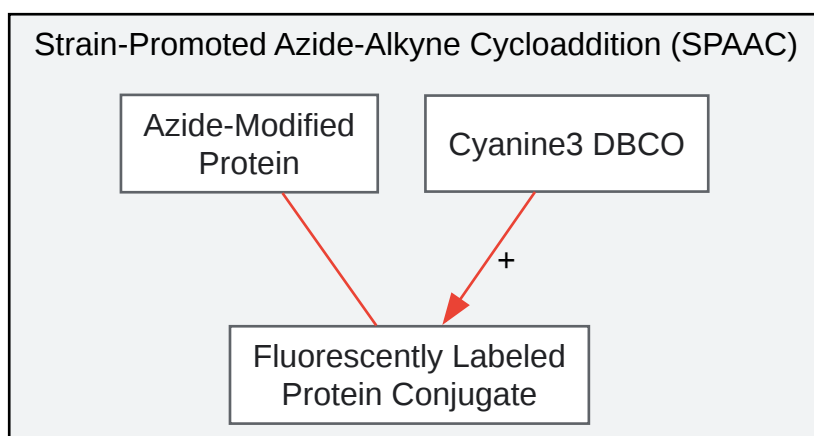 Strain-Promoted Azide-Alkyne Cycloaddition (SPAAC)
Azide-Modified
Protein
Cyanine3 DBCO
+
Fluorescently Labeled
Protein Conjugate